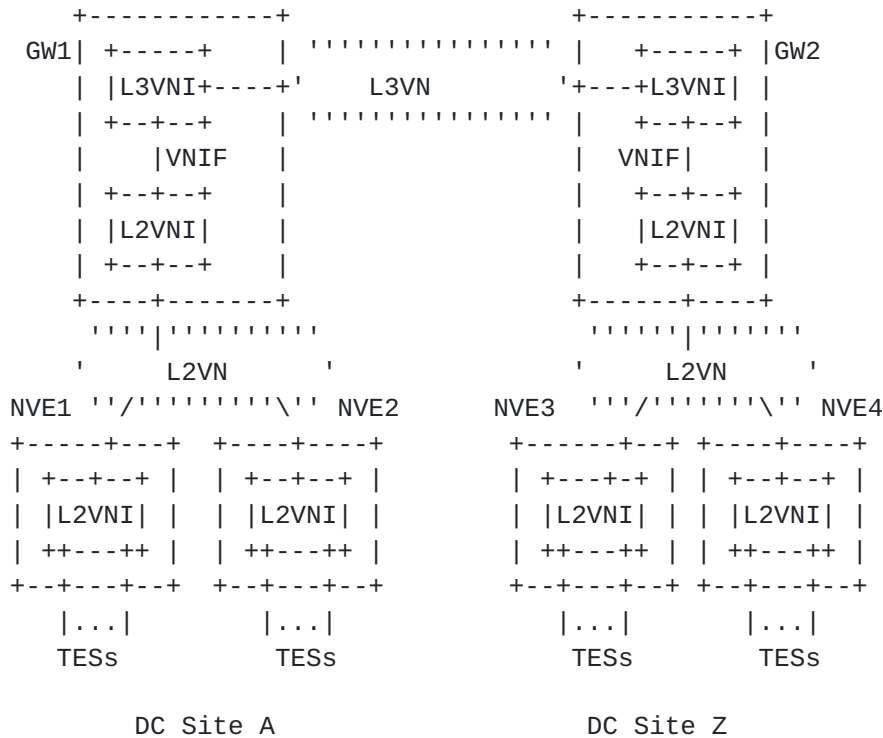 GW1 GW2
L3VNI L3VN L3VNI
VNIF VNIF
L2VNI L2VNI
L2VN L2VN
NVE1 NVE2 NVE3 NVE4
L2VNI L2VNI L2VNI L2VNI
... ... ... ...
TESs TESs TESs TESs
DC Site A DC Site Z